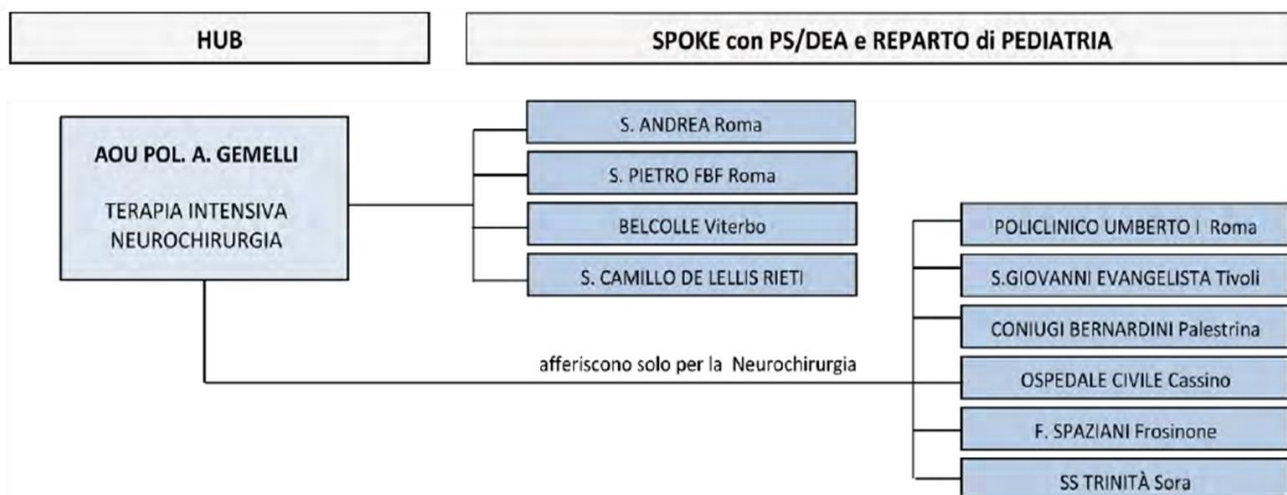 HUB
SPOKE con PS/DEA e REPARTO di PEDIATRIA
AOU POL. A. GEMELLI
TERAPIA INTENSIVA
NEUROCHIRURGIA
S. ANDREA Roma
S. PIETRO FBF Roma
BELCOLLE Viterbo
S. CAMILLO DE LELLIS RIETI
afferiscono solo per la Neurochirurgia
POLICLINICO UMBERTO I Roma
S.GIOVANNI EVANGELISTA Tivoli
CONIUGI BERNARDINI Palestrina
OSPEDALE CIVILE Cassino
F. SPAZIANI Frosinone
SS TRINITÀ Sora